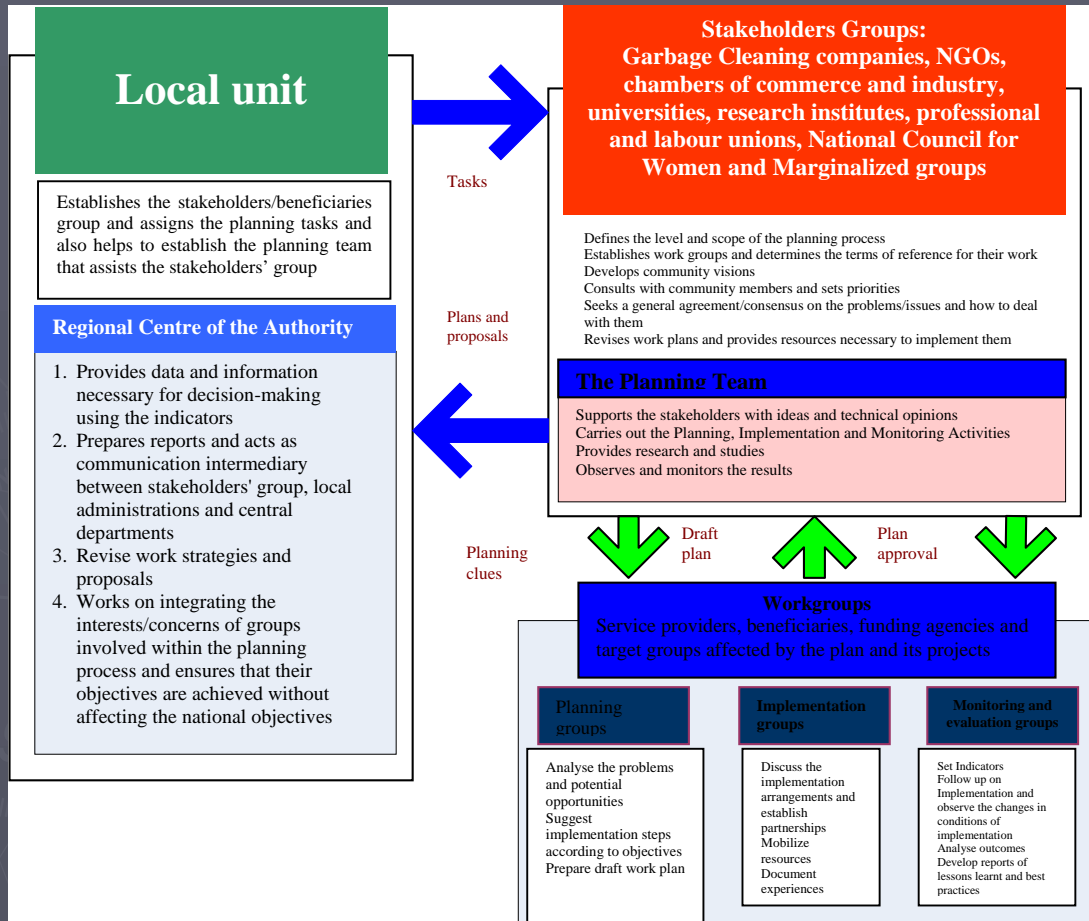 Local unit
Establishes the stakeholders/beneficiaries
group and assigns the planning tasks and
also helps to establish the planning team
that assists the stakeholders' group
Regional Centre of the Authority
1. Provides data and information
necessary for decision-making
using the indicators
2. Prepares reports and acts as
communication intermediary
between stakeholders' group, local
administrations and central
departments
3. Revise work strategies and
proposals
4. Works on integrating the
interests/concerns of groups
involved within the planning
process and ensures that their
objectives are achieved without
affecting the national objectives
Tasks
Plans and
proposals
Planning
clues
Stakeholders Groups:
Garbage Cleaning companies, NGOs,
chambers of commerce and industry,
universities, research institutes, professional
and labour unions, National Council for
Women and Marginalized groups
Defines the level and scope of the planning process
Establishes work groups and determines the terms of reference for their work
Develops community visions
Consults with community members and sets priorities
Seeks a general agreement/consensus on the problems/issues and how to deal
with them
Revises work plans and provides resources necessary to implement them
The Planning Team
Supports the stakeholders with ideas and technical opinions
Carries out the Planning, Implementation and Monitoring Activities
Provides research and studies
Observes and monitors the results
Draft
plan
Plan
approval
Workgroups
Service providers, beneficiaries, funding agencies and
target groups affected by the plan and its projects
Planning
groups
Analyse the problems
and potential
opportunities
Suggest
implementation steps
according to objectives
Prepare draft work plan
Implementation
groups
Discuss the
implementation
arrangements and
establish
partnerships
Mobilize
resources
Document
experiences
Monitoring and
evaluation groups
Set Indicators
Follow up on
Implementation and
observe the changes in
conditions of
implementation
Analyse outcomes
Develop reports of
lessons learnt and best
practices